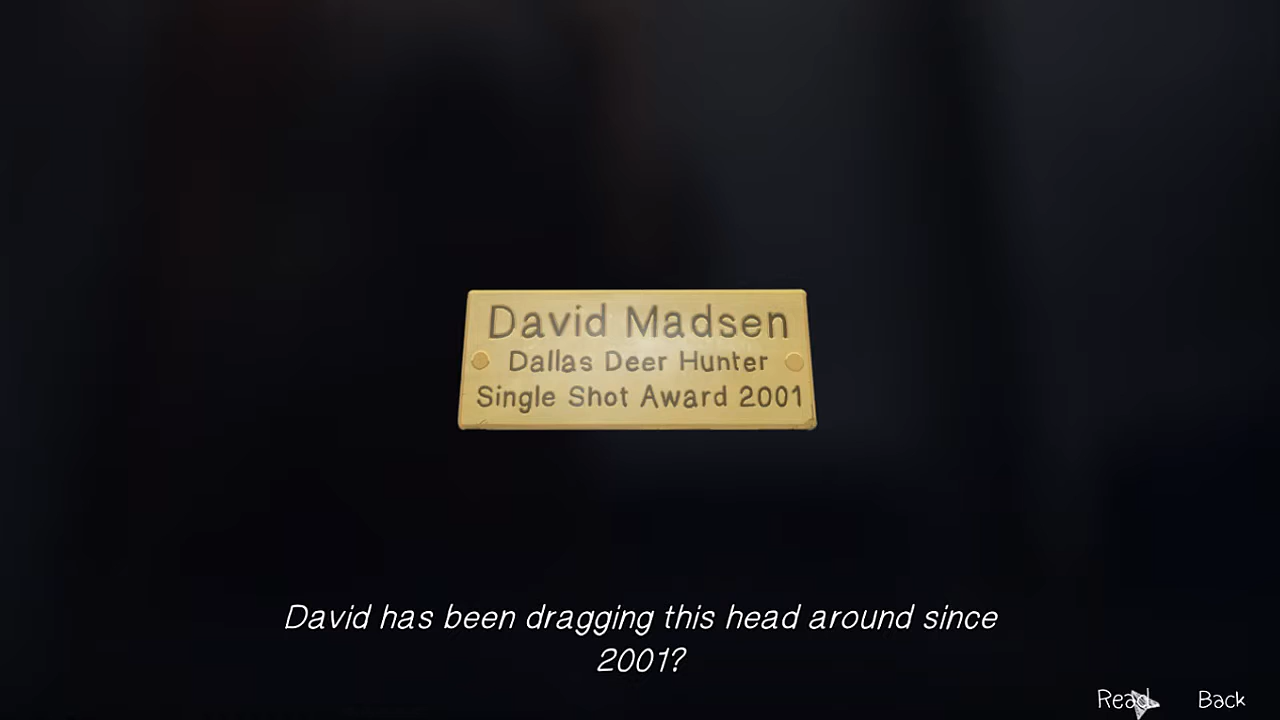 David Madsen
Dallas Deer Hunter
Single Shot Award 2001
David has been dragging this head around since
2001?
Read Back